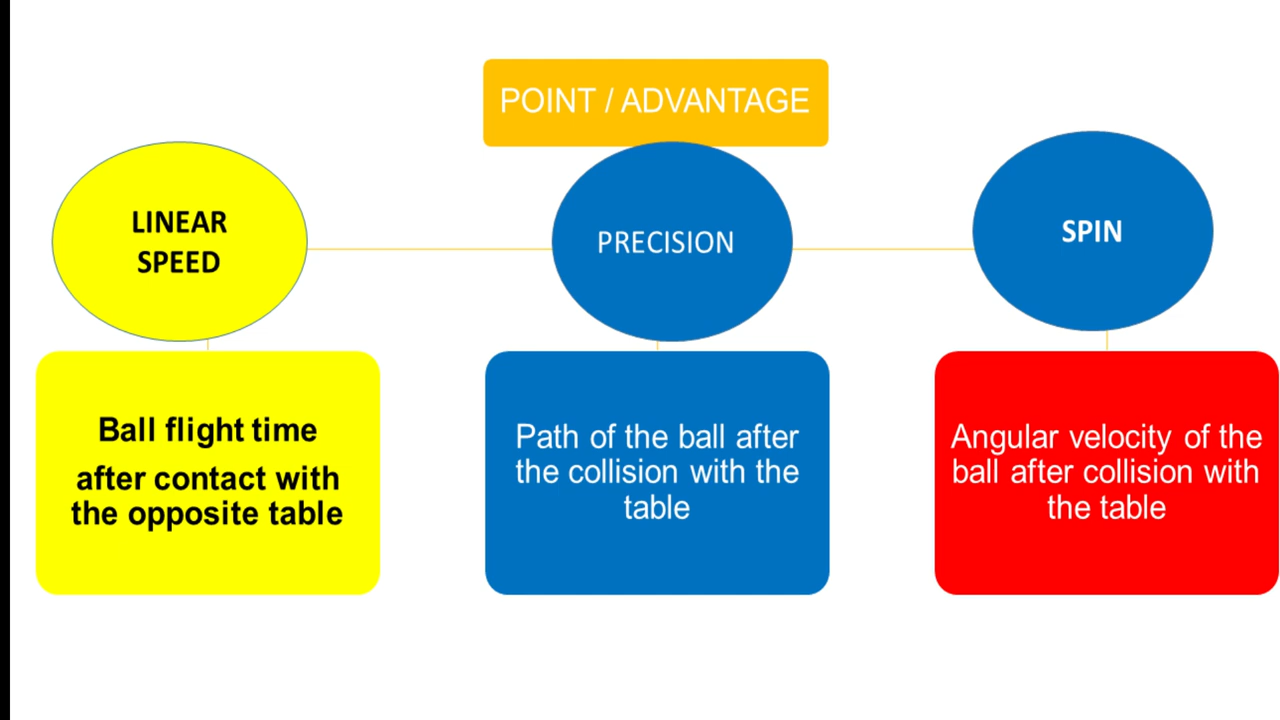 POINT / ADVANTAGE
LINEAR
SPEED
PRECISION
SPIN
Ball flight time
after contact with
the opposite table
Path of the ball after
the collision with the
table
Angular velocity of the
ball after collision with
the table